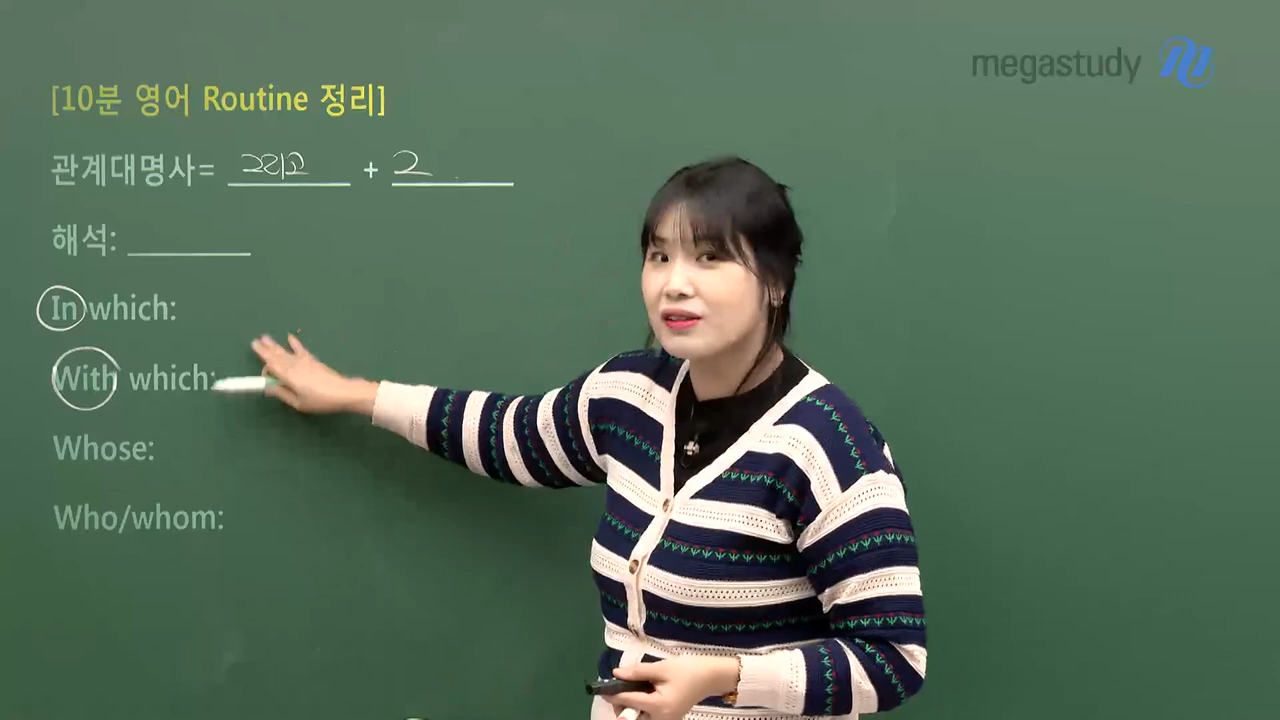 megastudy
[10분 영어 Routine 정리]
관계대명사= 그리고 + 그
해석:
In which:
With which:
Whose:
Who/whom: